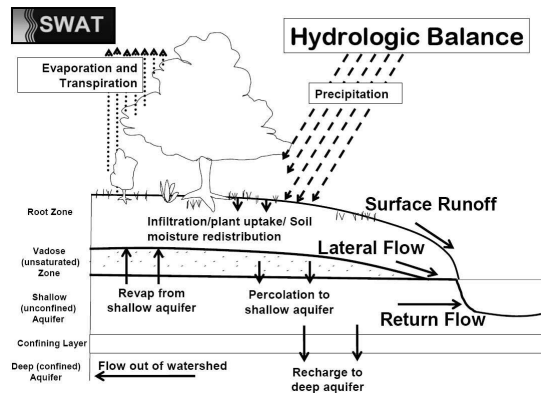 SWAT
Hydrologic Balance
Evaporation and
Transpiration
Precipitation
Root Zone
Infiltration/plant uptake/ Soil
moisture redistribution
Surface Runoff
Lateral Flow
Vadose
(unsaturated)
Zone
Shallow
(unconfined)
Aquifer
Revap from
shallow aquifer
Percolation to
shallow aquifer
Return Flow
Confining Layer
Deep (confined)
Aquifer
Flow out of watershed
Recharge to
deep aquifer